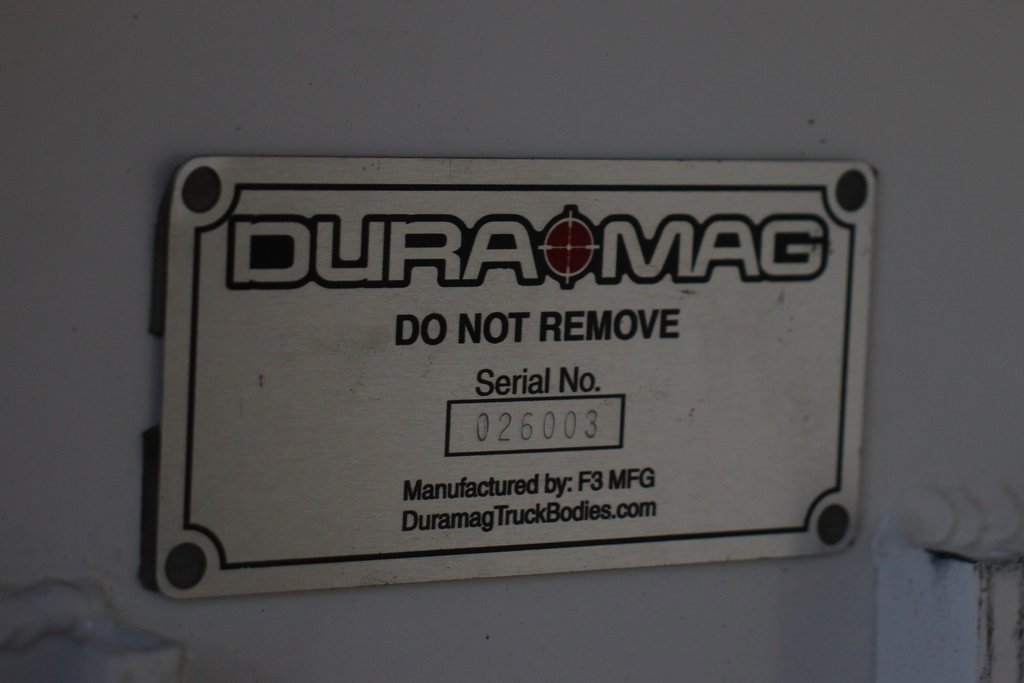 DURAMAG
DO NOT REMOVE
Serial No.
026003
Manufactured by: F3 MFG
DuramagTruckBodies.com